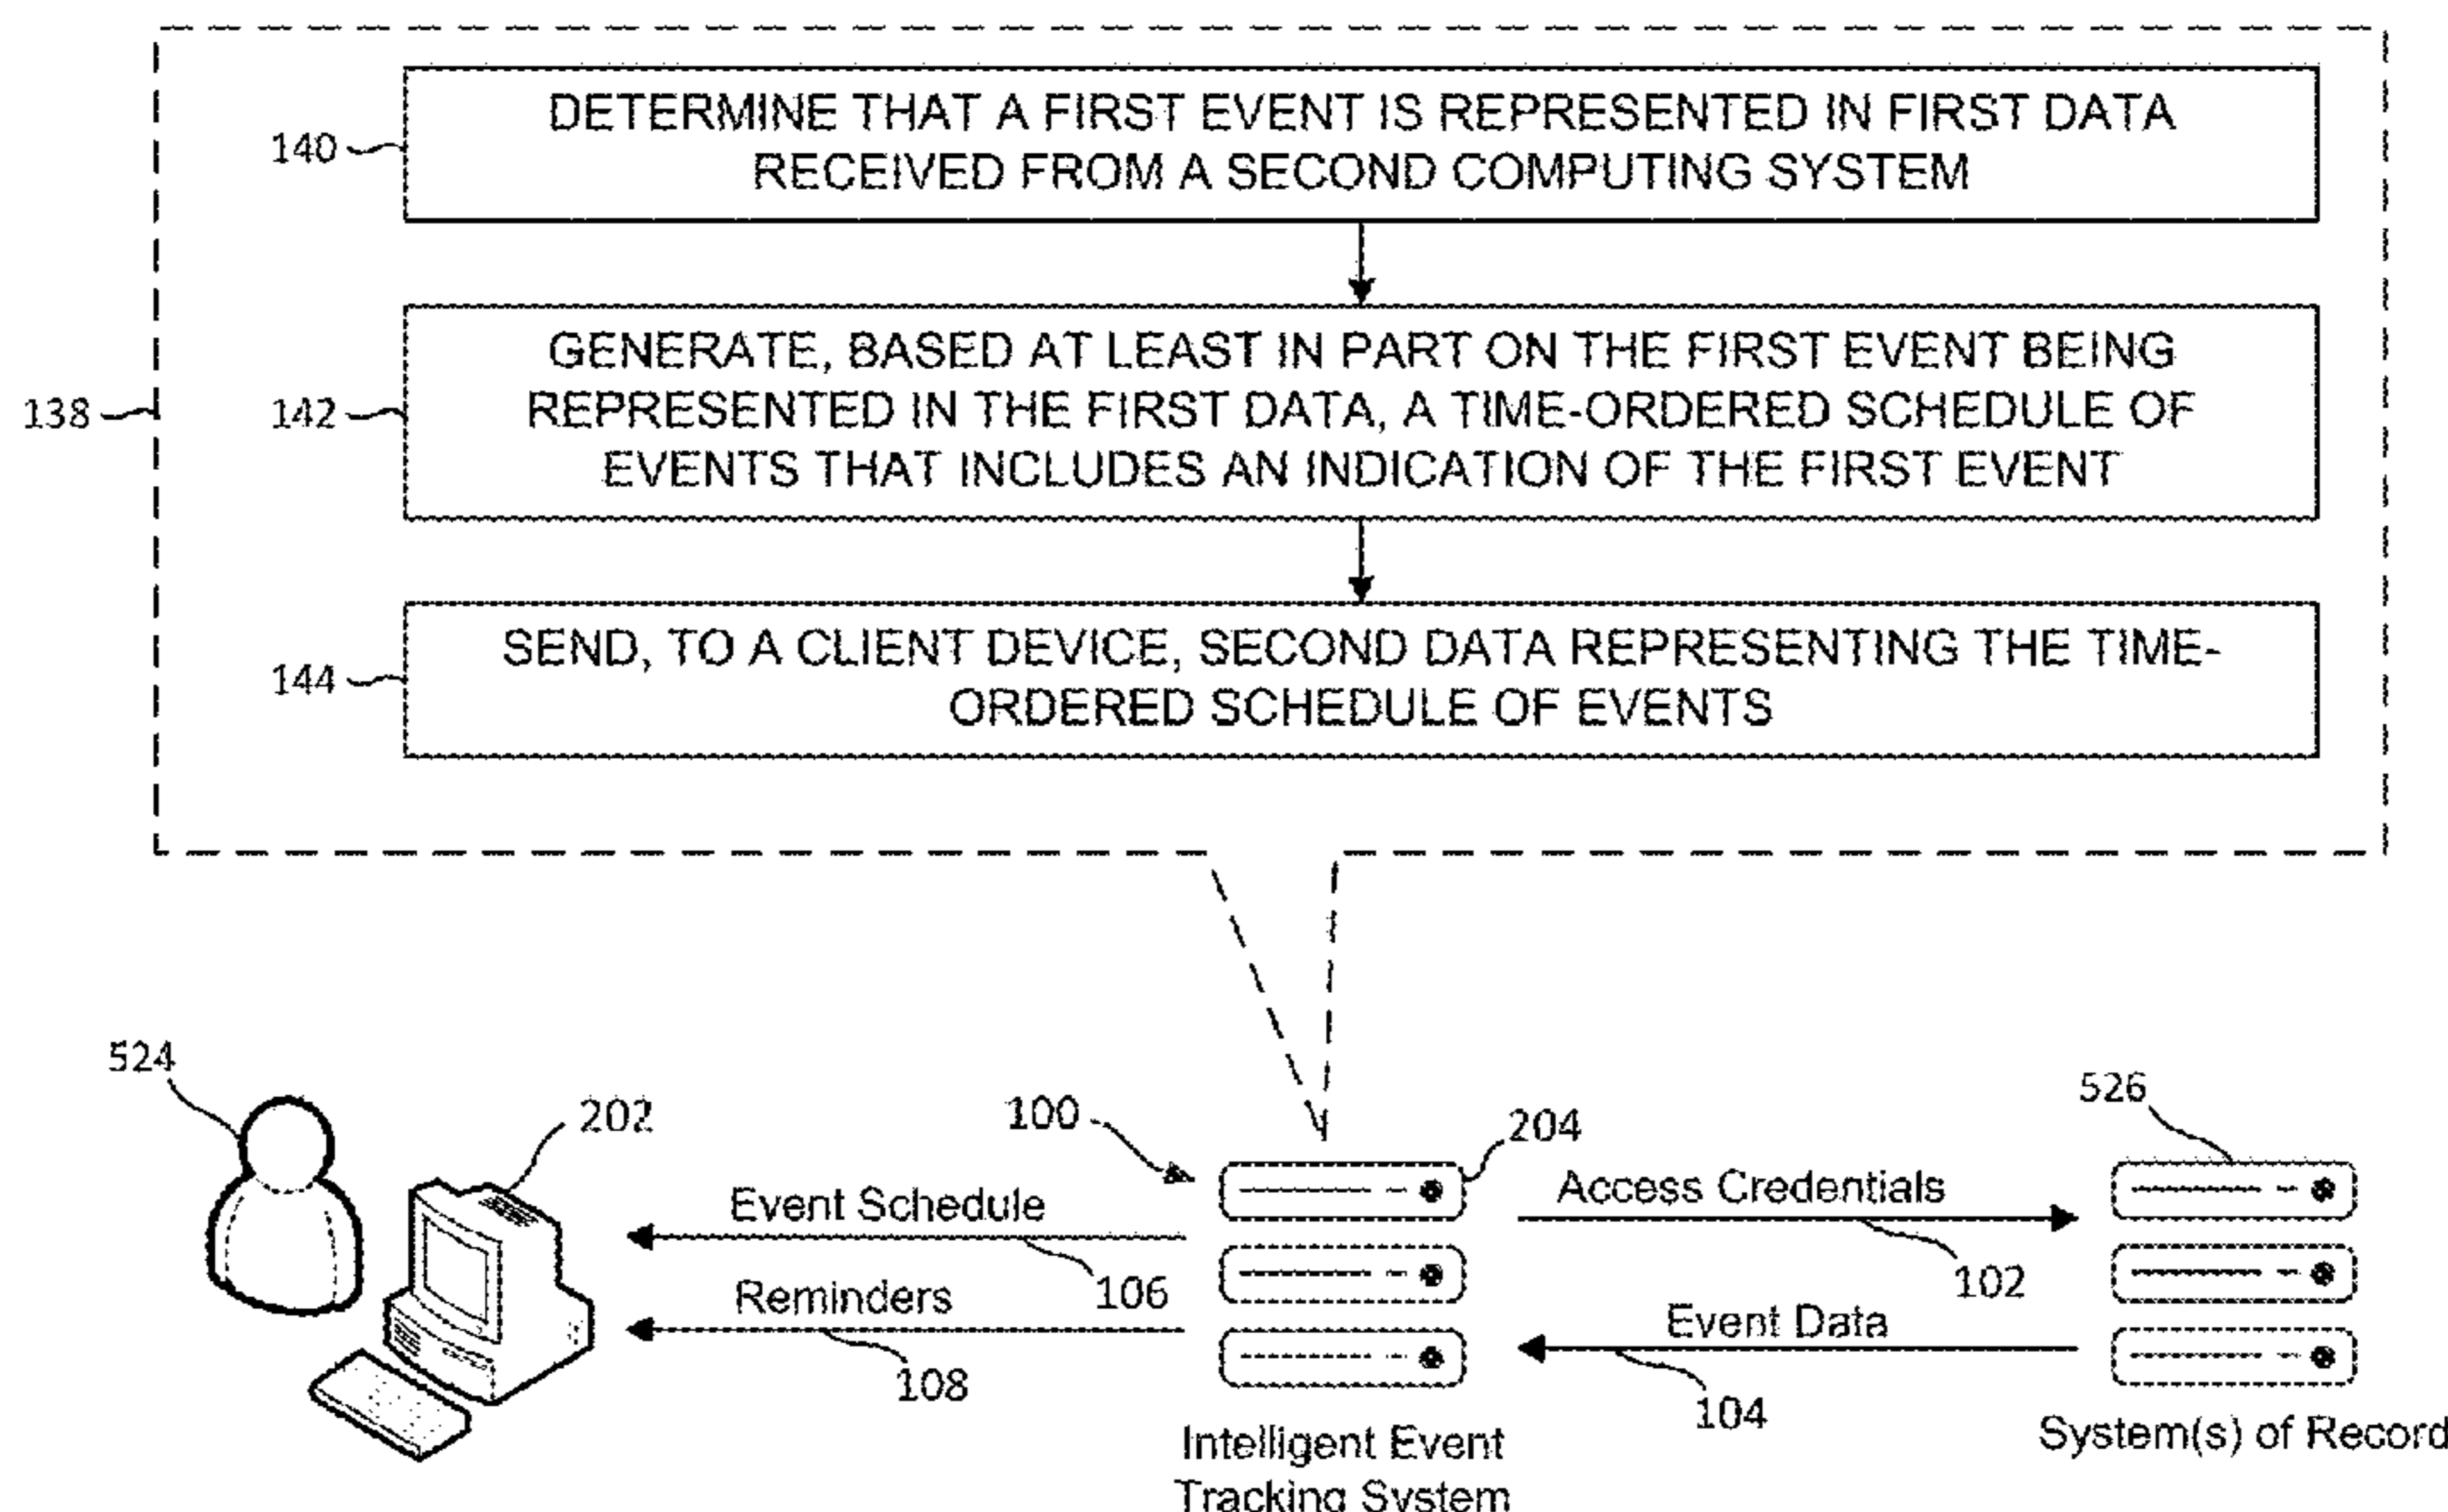 DETERMINE THAT A FIRST EVENT IS REPRESENTED IN FIRST DATA
140
RECEIVED FROM A SECOND COMPUTING SYSTEM
GENERATE, BASED AT LEAST IN PART ON THE FIRST EVENT BEING
138
142
REPRESENTED IN THE FIRST DATA, A TIME-ORDERED SCHEDULE OF
EVENTS THAT INCLUDES AN INDICATION OF THE FIRST EVENT
SEND, TO A CLIENT DEVICE, SECOND DATA REPRESENTING THE TIME-
144
ORDERED SCHEDULE OF EVENTS
524
202
100
204
526
Event Schedule
106
Reminders
108
Access Credentials
102
Event Data
104
Intelligent Event
Tracking System
System(s) of Record